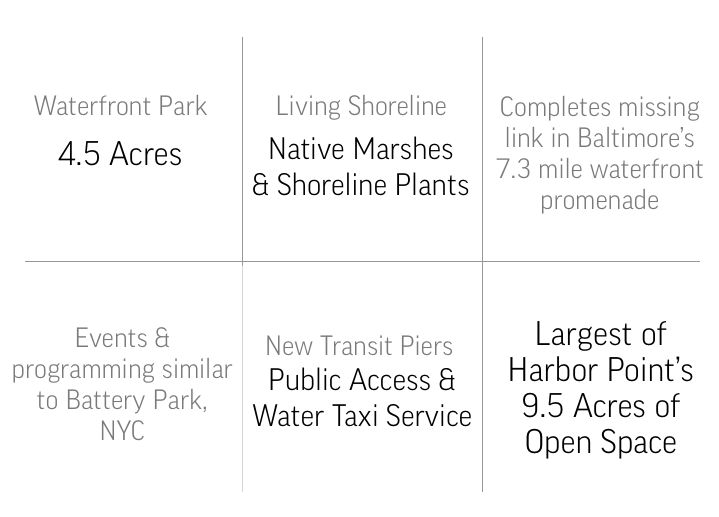 Waterfront Park
4.5 Acres
Living Shoreline
Native Marshes
& Shoreline Plants
Completes missing
link in Baltimore's
7.3 mile waterfront
promenade
Events &
programming similar
to Battery Park,
NYC
New Transit Piers
Public Access &
Water Taxi Service
Largest of
Harbor Point's
9.5 Acres of
Open Space